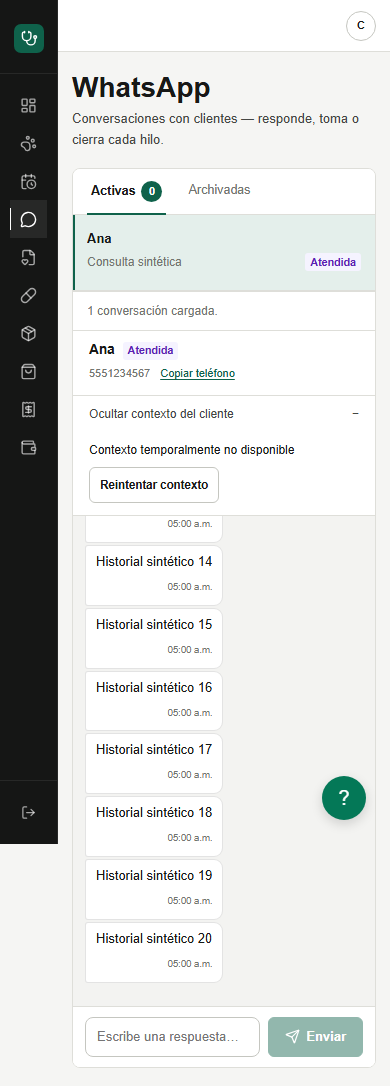 C
WhatsApp
Conversaciones con clientes — responde, toma o
cierra cada hilo.
Activas 0 Archivadas
Ana
Consulta sintética Atendida
1 conversación cargada.
Ana Atendida
5551234567 Copiar teléfono
Ocultar contexto del cliente −
Contexto temporalmente no disponible
Reintentar contexto
05:00 a.m.
Historial sintético 14
05:00 a.m.
Historial sintético 15
05:00 a.m.
Historial sintético 16
05:00 a.m.
Historial sintético 17
05:00 a.m.
?
Historial sintético 18
05:00 a.m.
Historial sintético 19
05:00 a.m.
Historial sintético 20
05:00 a.m.
Escribe una respuesta… Enviar